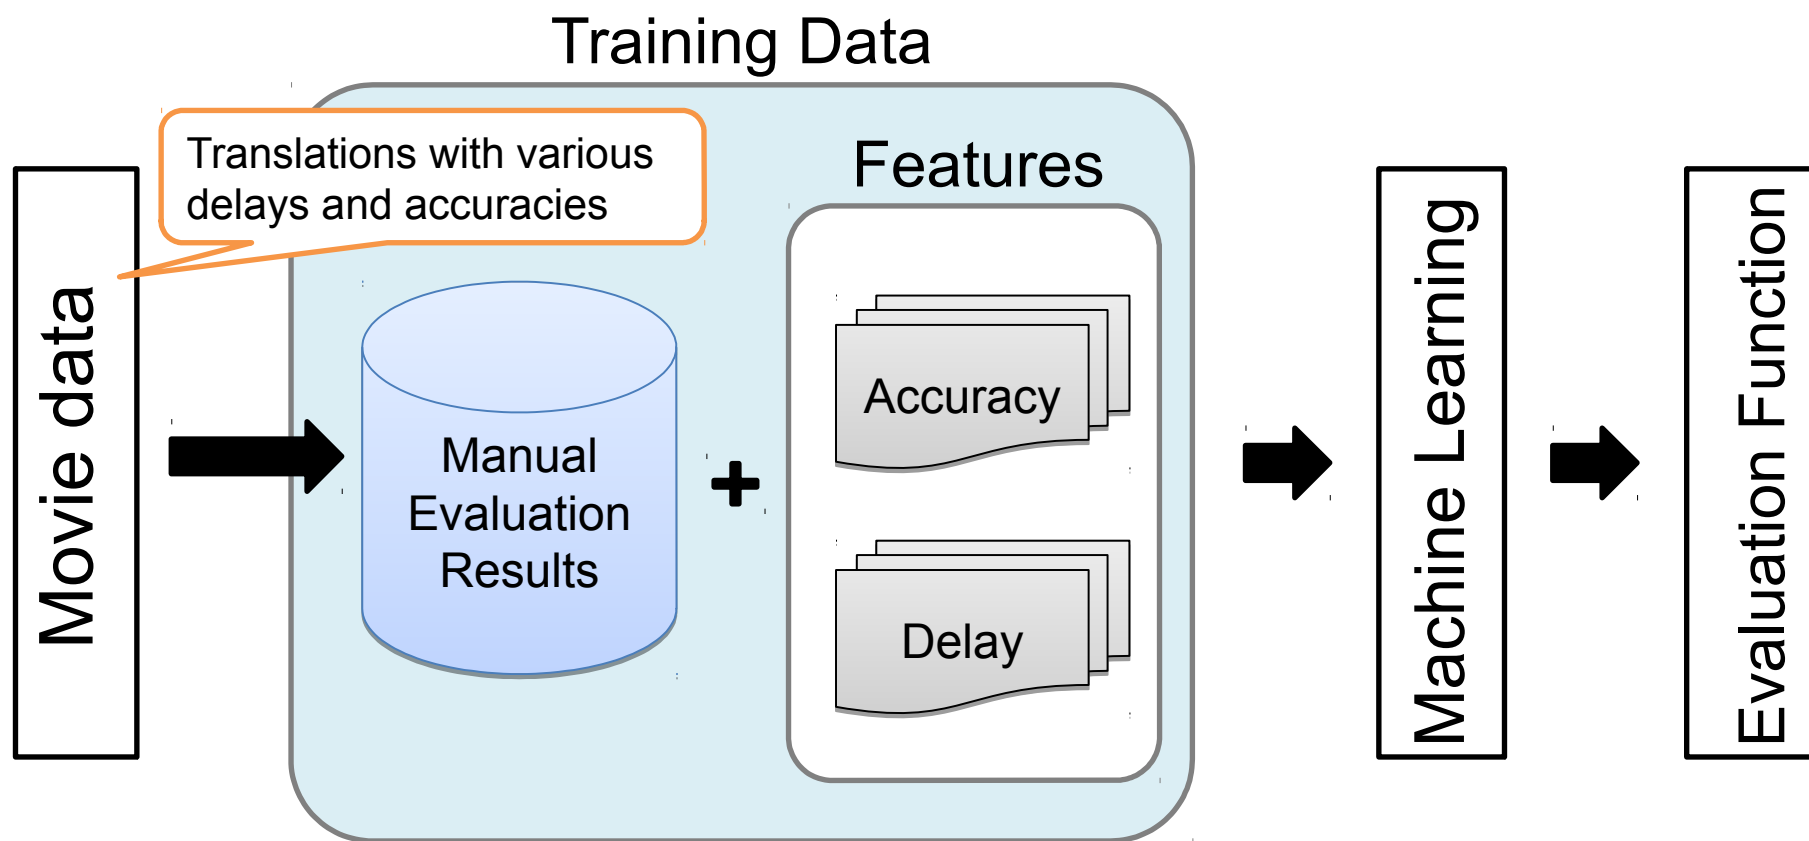 Training Data
Translations with various
delays and accuracies
Features
Movie data
Manual
Evaluation
Results
+
Accuracy
Delay
Machine Learning
Evaluation Function